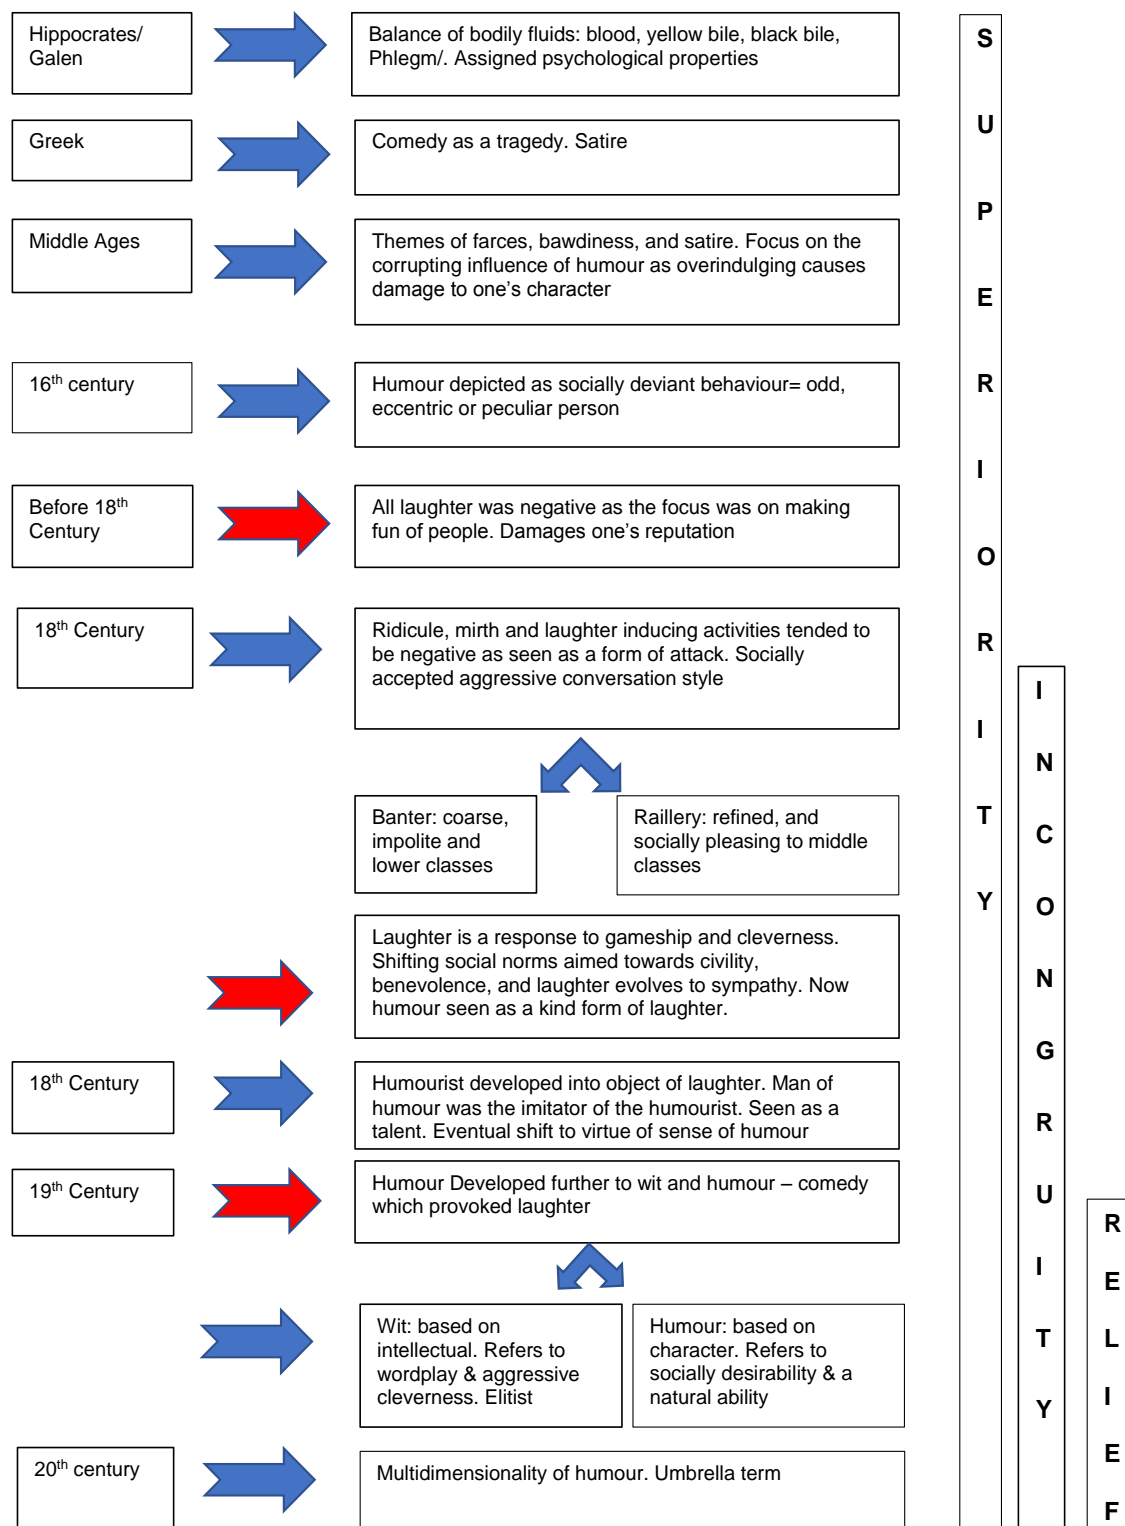 Hippocrates/
Galen
Balance of bodily fluids: blood, yellow bile, black bile,
Phlegm/. Assigned psychological properties
Greek
Comedy as a tragedy. Satire
Middle Ages
Themes of farces, bawdiness, and satire. Focus on the
corrupting influence of humour as overindulging causes
damage to one’s character
16th century
Humour depicted as socially deviant behaviour= odd,
eccentric or peculiar person
Before 18th
Century
All laughter was negative as the focus was on making
fun of people. Damages one’s reputation
18th Century
Ridicule, mirth and laughter inducing activities tended to
be negative as seen as a form of attack. Socially
accepted aggressive conversation style
Banter: coarse,
impolite and
lower classes
Raillery: refined, and
socially pleasing to middle
classes
Laughter is a response to gameship and cleverness.
Shifting social norms aimed towards civility,
benevolence, and laughter evolves to sympathy. Now
humour seen as a kind form of laughter.
18th Century
Humourist developed into object of laughter. Man of
humour was the imitator of the humourist. Seen as a
talent. Eventual shift to virtue of sense of humour
19th Century
Humour Developed further to wit and humour – comedy
which provoked laughter
Wit: based on
intellectual. Refers to
wordplay & aggressive
cleverness. Elitist
Humour: based on
character. Refers to
socially desirability & a
natural ability
20th century
Multidimensionality of humour. Umbrella term
SUPERIORITY
INCONGRUITY
RELIEF